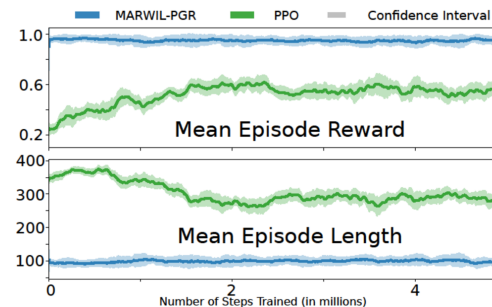 MARWIL-PGR PPO Confidence Interval
1.0
0.6
0.2
Mean Episode Reward
400
300
200
100
Mean Episode Length
0 2 4
Number of Steps Trained (in millions)